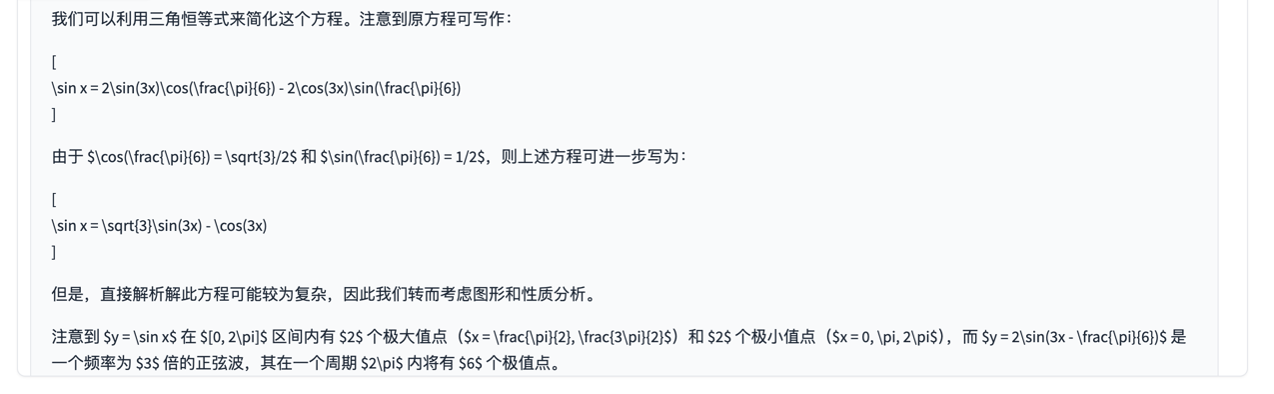 我们可以利用三角恒等式来简化这个方程。注意到原方程可写作：
[
\sin x = 2\sin(3x)\cos(\frac{\pi}{6}) - 2\cos(3x)\sin(\frac{\pi}{6})
]
由于 $\cos(\frac{\pi}{6}) = \sqrt{3}/2$ 和 $\sin(\frac{\pi}{6}) = 1/2$，则上述方程可进一步写为：
[
\sin x = \sqrt{3}\sin(3x) - \cos(3x)
]
但是，直接解析解此方程可能较为复杂，因此我们转而考虑图形和性质分析。
注意到 $y = \sin x$ 在 $[0, 2\pi]$ 区间内有 $2$ 个极大值点（$x = \frac{\pi}{2}, \frac{3\pi}{2}$）和 $2$ 个极小值点（$x = 0, \pi, 2\pi$），而 $y = 2\sin(3x - \frac{\pi}{6})$ 是
一个频率为 $3$ 倍的正弦波，其在一个周期 $2\pi$ 内将有 $6$ 个极值点。